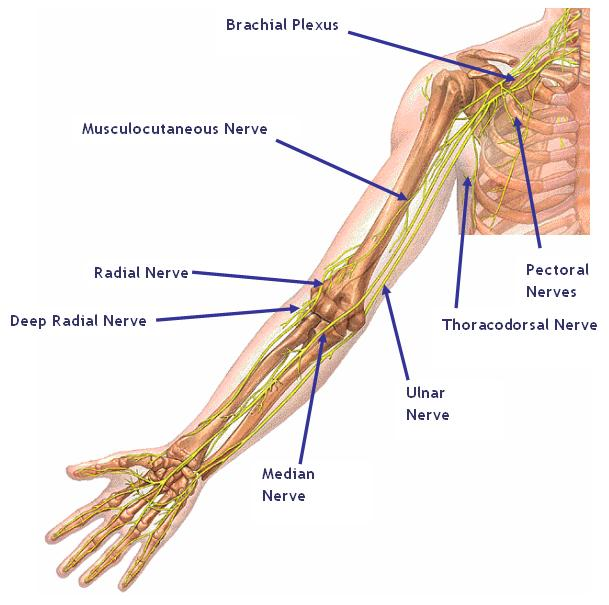 Brachial Plexus
Musculocutaneous Nerve
Radial Nerve
Pectoral
Nerves
Deep Radial Nerve
Thoracodorsal Nerve
Ulnar
Nerve
Median
Nerve